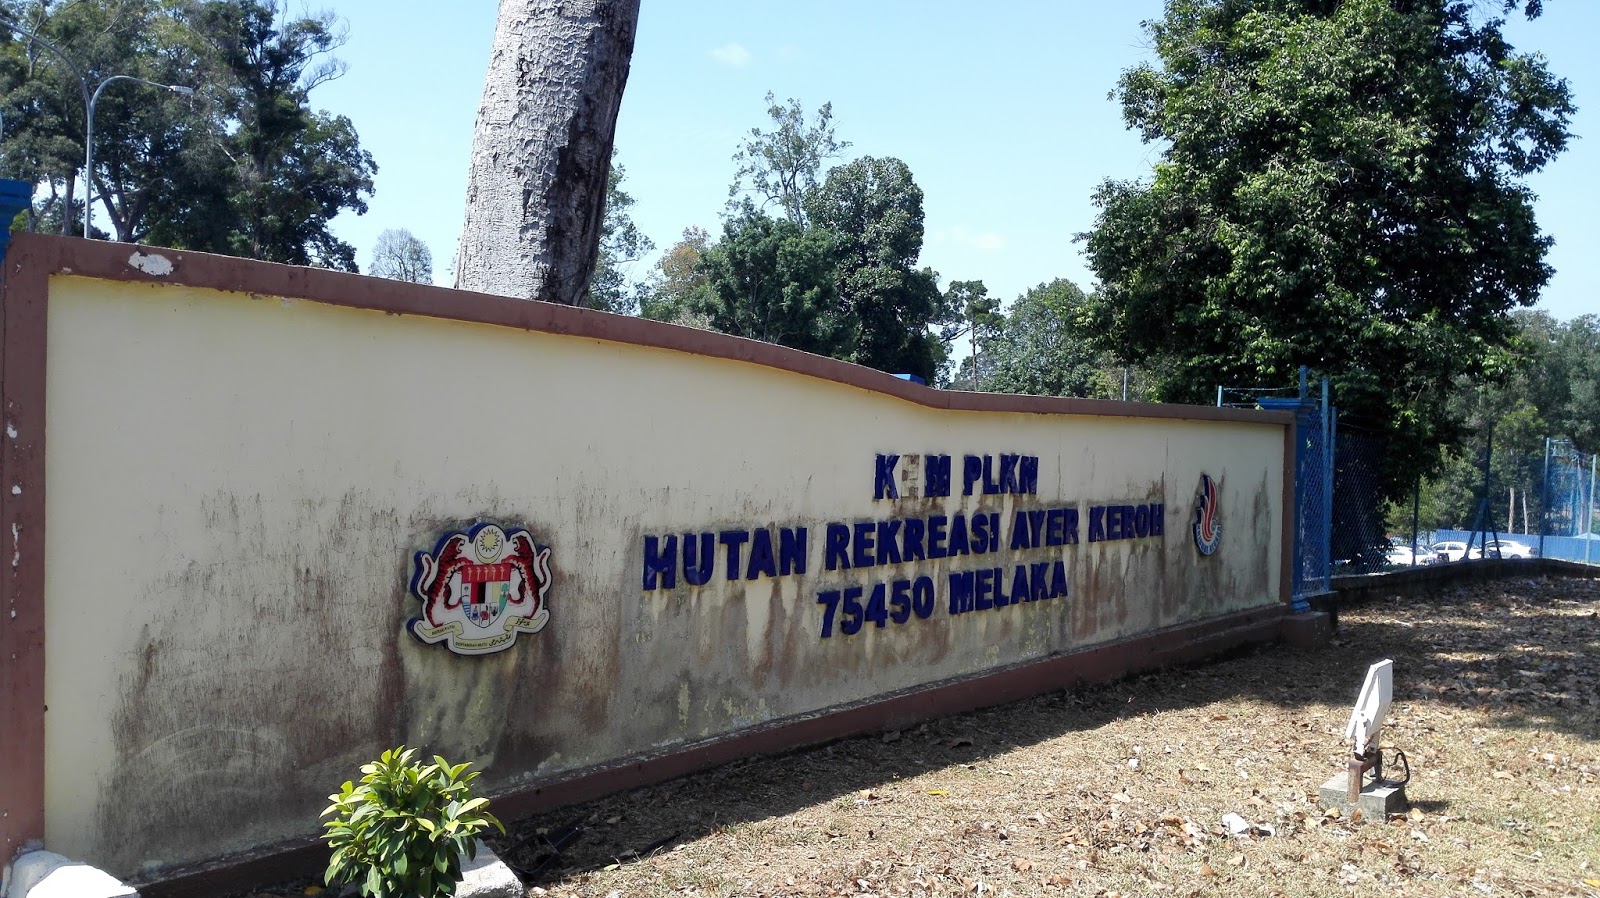 KEM PLKN
HUTAN REKREASI AYER KEROH
75450 MELAKA